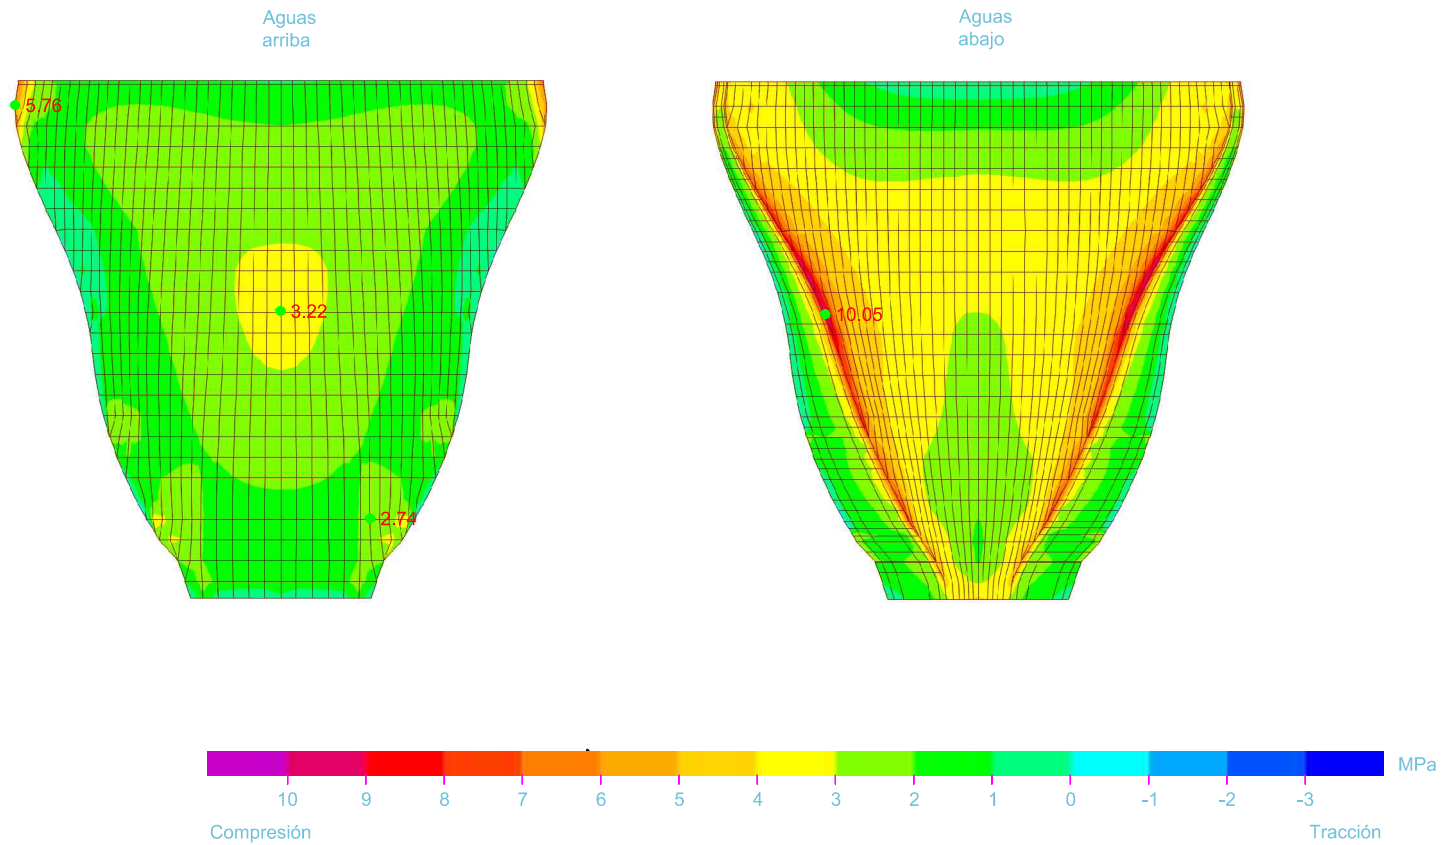 Aguas
arriba
Aguas
abajo
5.76
3.22
10.05
2.74
MPa
10 9 8 7 6 5 4 3 2 1 0 -1 -2 -3
Compresión
Tracción